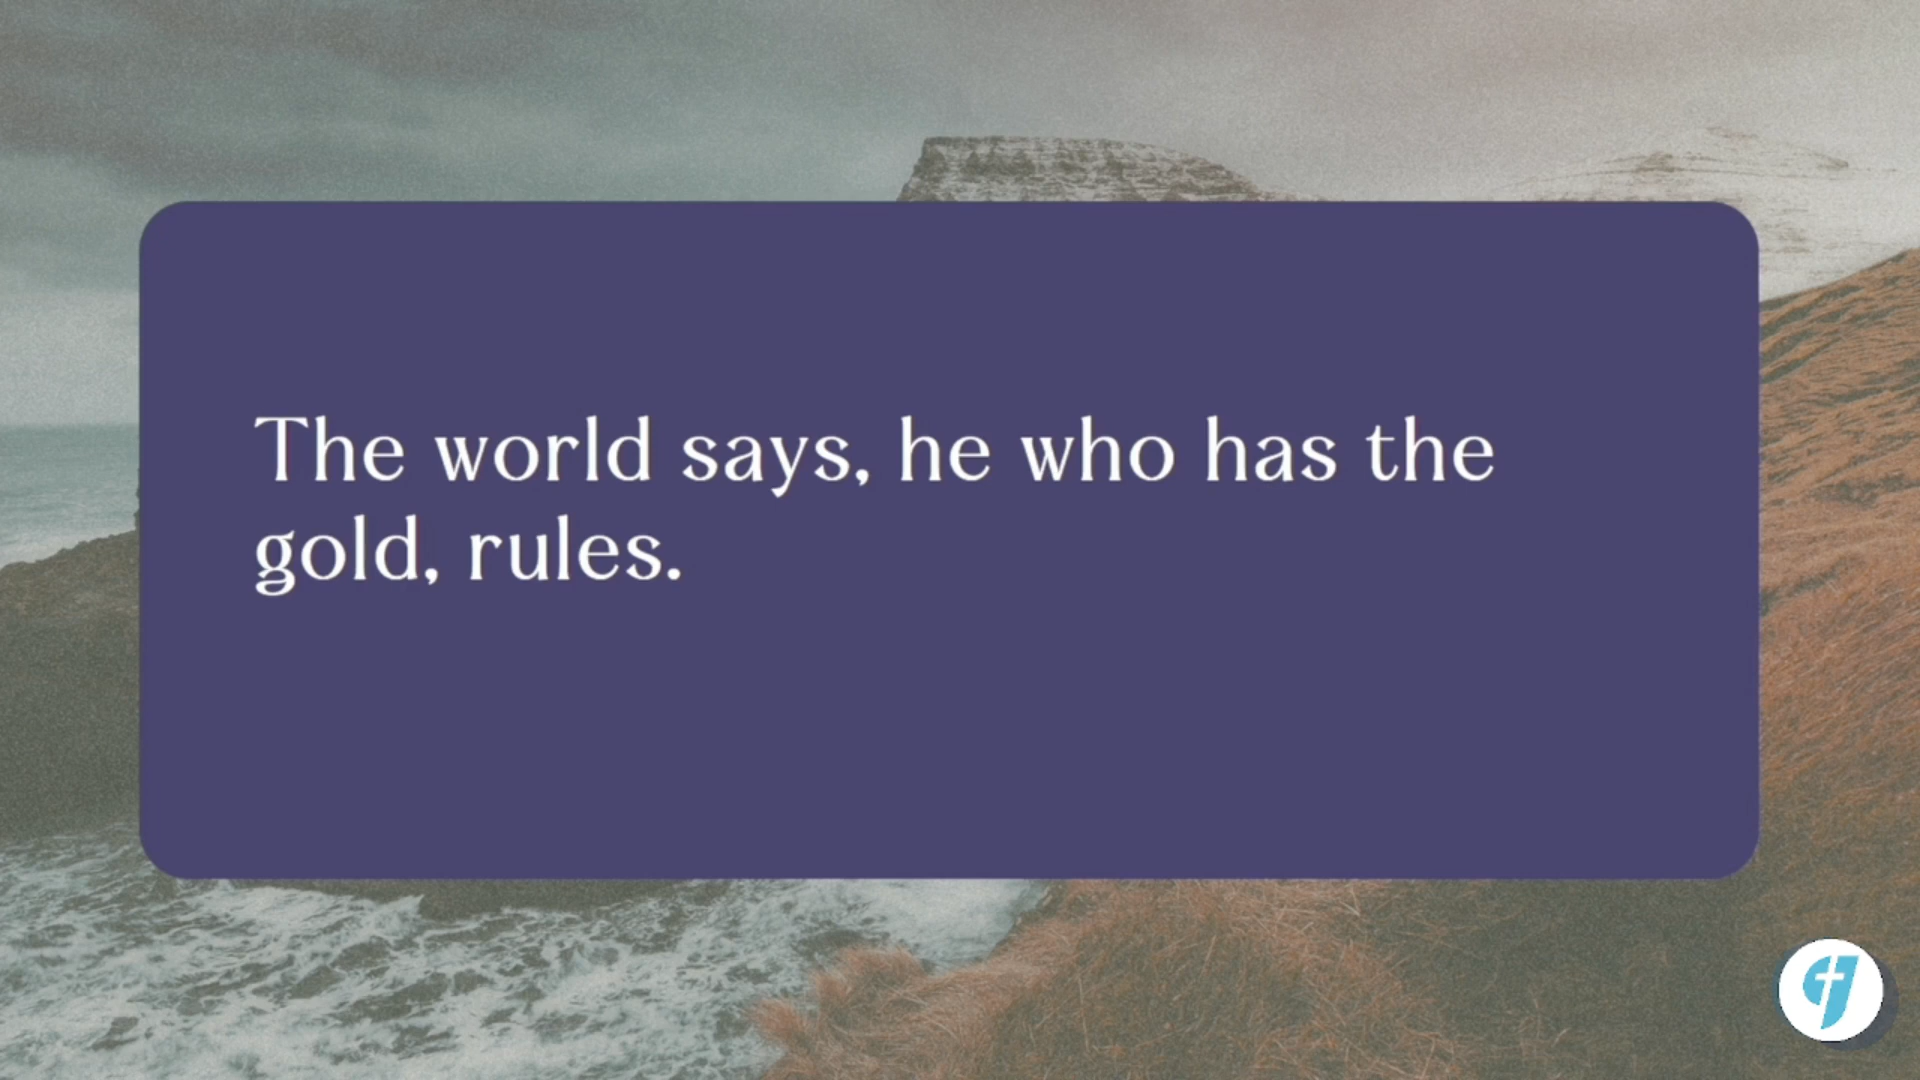 The world says, he who has the
gold, rules.